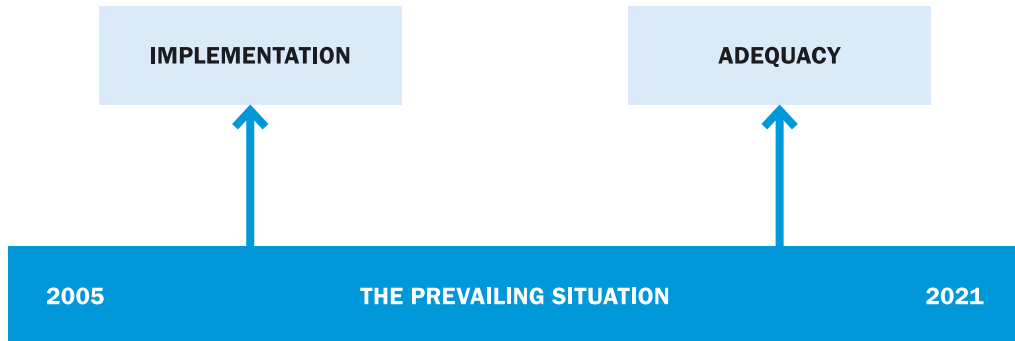 IMPLEMENTATION
ADEQUACY
2005
THE PREVAILING SITUATION
2021